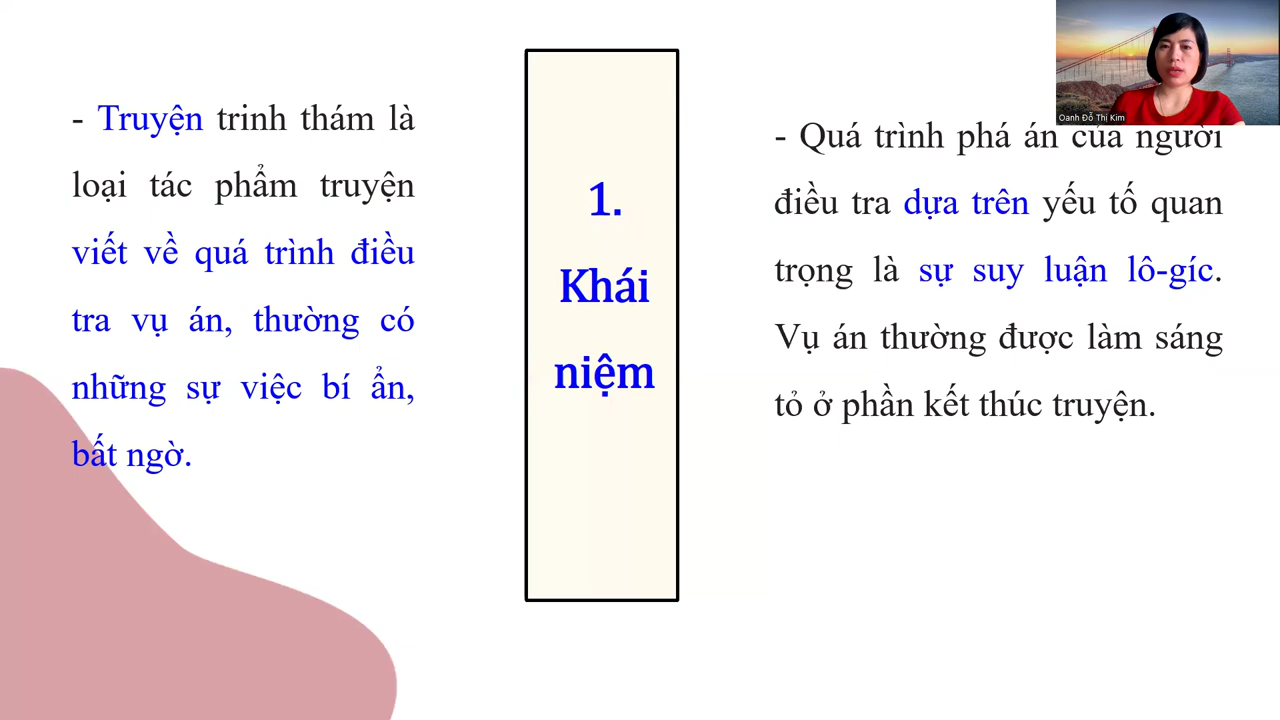 - Truyện trinh thám là
loại tác phẩm truyện
viết về quá trình điều
tra vụ án, thường có
những sự việc bí ẩn,
bất ngờ.
1.
Khái
niệm
Oanh Đỗ Thị Kim
- Quá trình phá án của người
điều tra dựa trên yếu tố quan
trọng là sự suy luận lô-gíc.
Vụ án thường được làm sáng
tỏ ở phần kết thúc truyện.